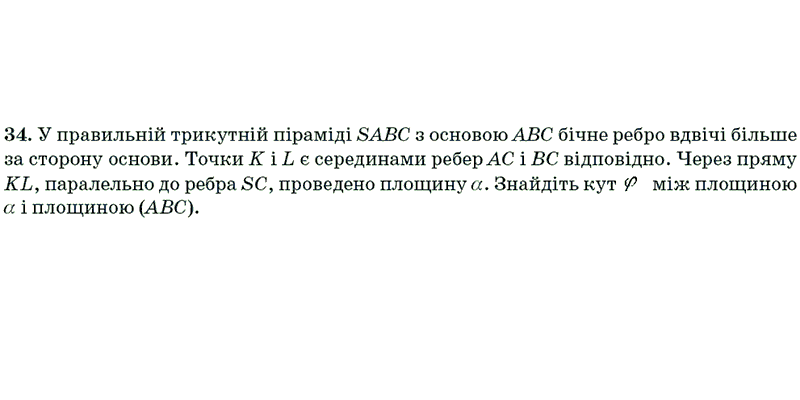 34. У правильній трикутній піраміді SABC з основою ABC бічне ребро вдвічі більше
за сторону основи. Точки K і L є серединами ребер AC і BC відповідно. Через пряму
KL, паралельно до ребра SC, проведено площину α. Знайдіть кут φ між площиною
α і площиною (ABC).